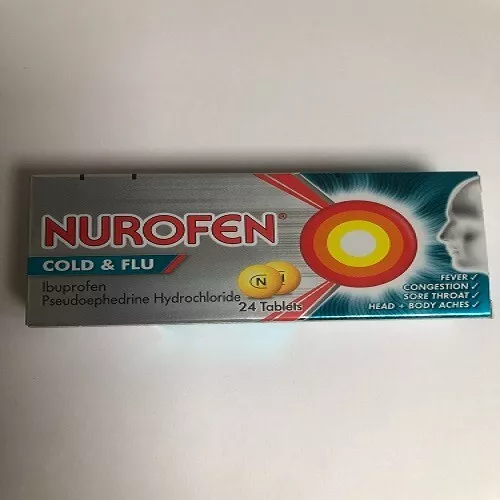 NUROFEN®
COLD & FLU
Ibuprofen
Pseudoephedrine Hydrochloride
24 Tablets
N
FEVER ✓
CONGESTION ✓
SORE THROAT ✓
HEAD + BODY ACHES ✓